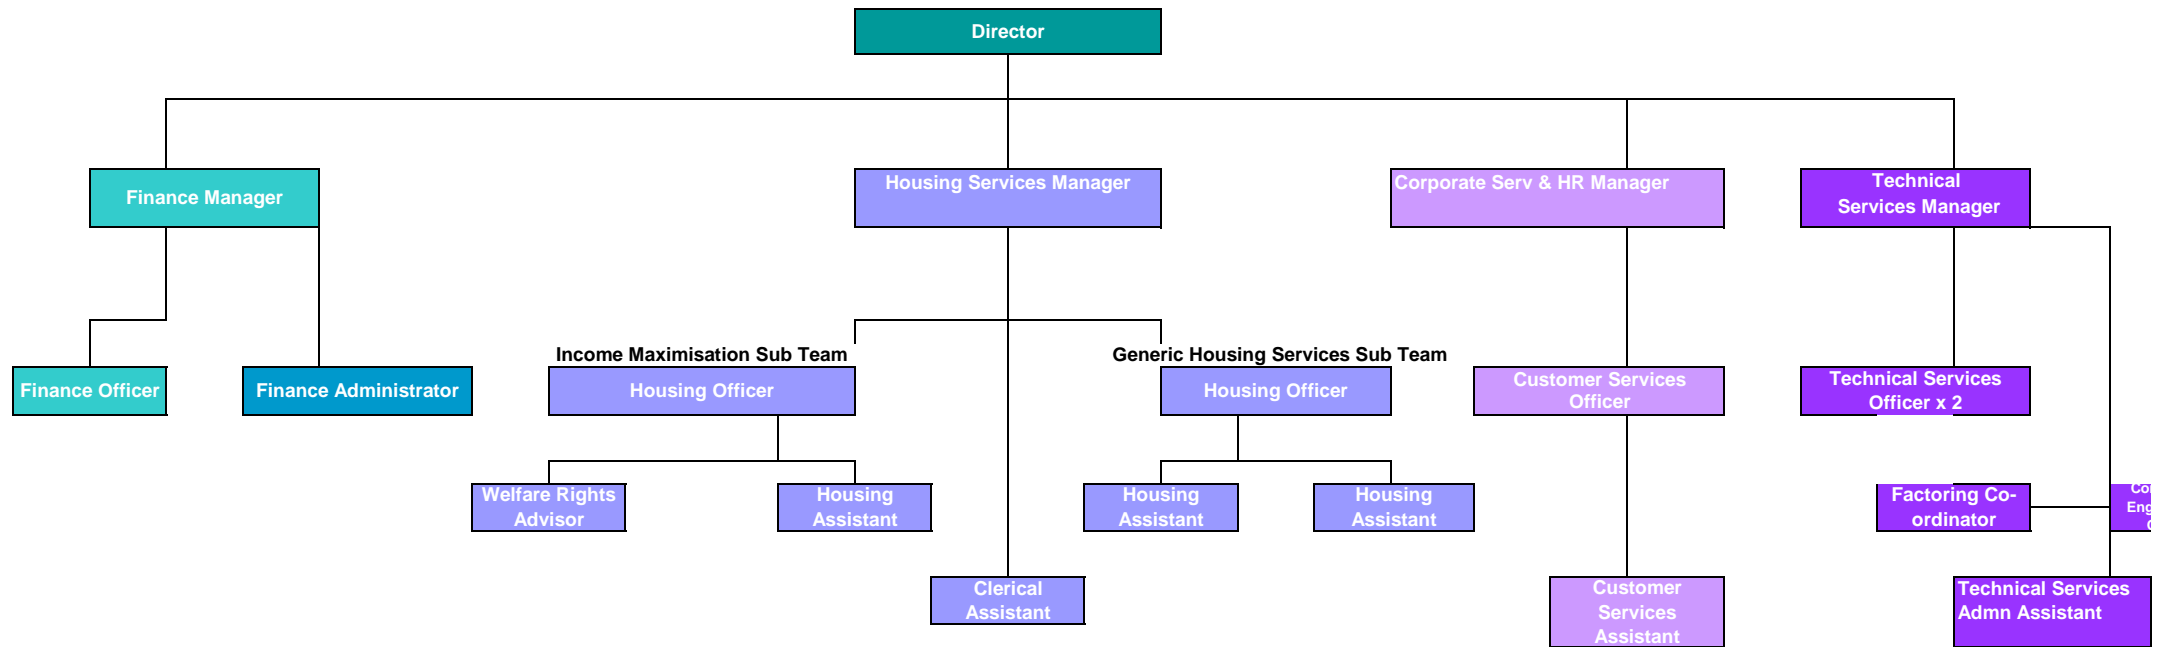 Director
Finance Manager
Housing Services Manager
Corporate Serv & HR Manager
Technical
Services Manager
Income Maximisation Sub Team
Generic Housing Services Sub Team
Finance Officer
Finance Administrator
Housing Officer
Housing Officer
Customer Services
Officer
Technical Services
Officer x 2
Welfare Rights
Advisor
Housing
Assistant
Housing
Assistant
Housing
Assistant
Factoring Co-
ordinator
Clerical
Assistant
Customer
Services
Assistant
Technical Services
Admn Assistant